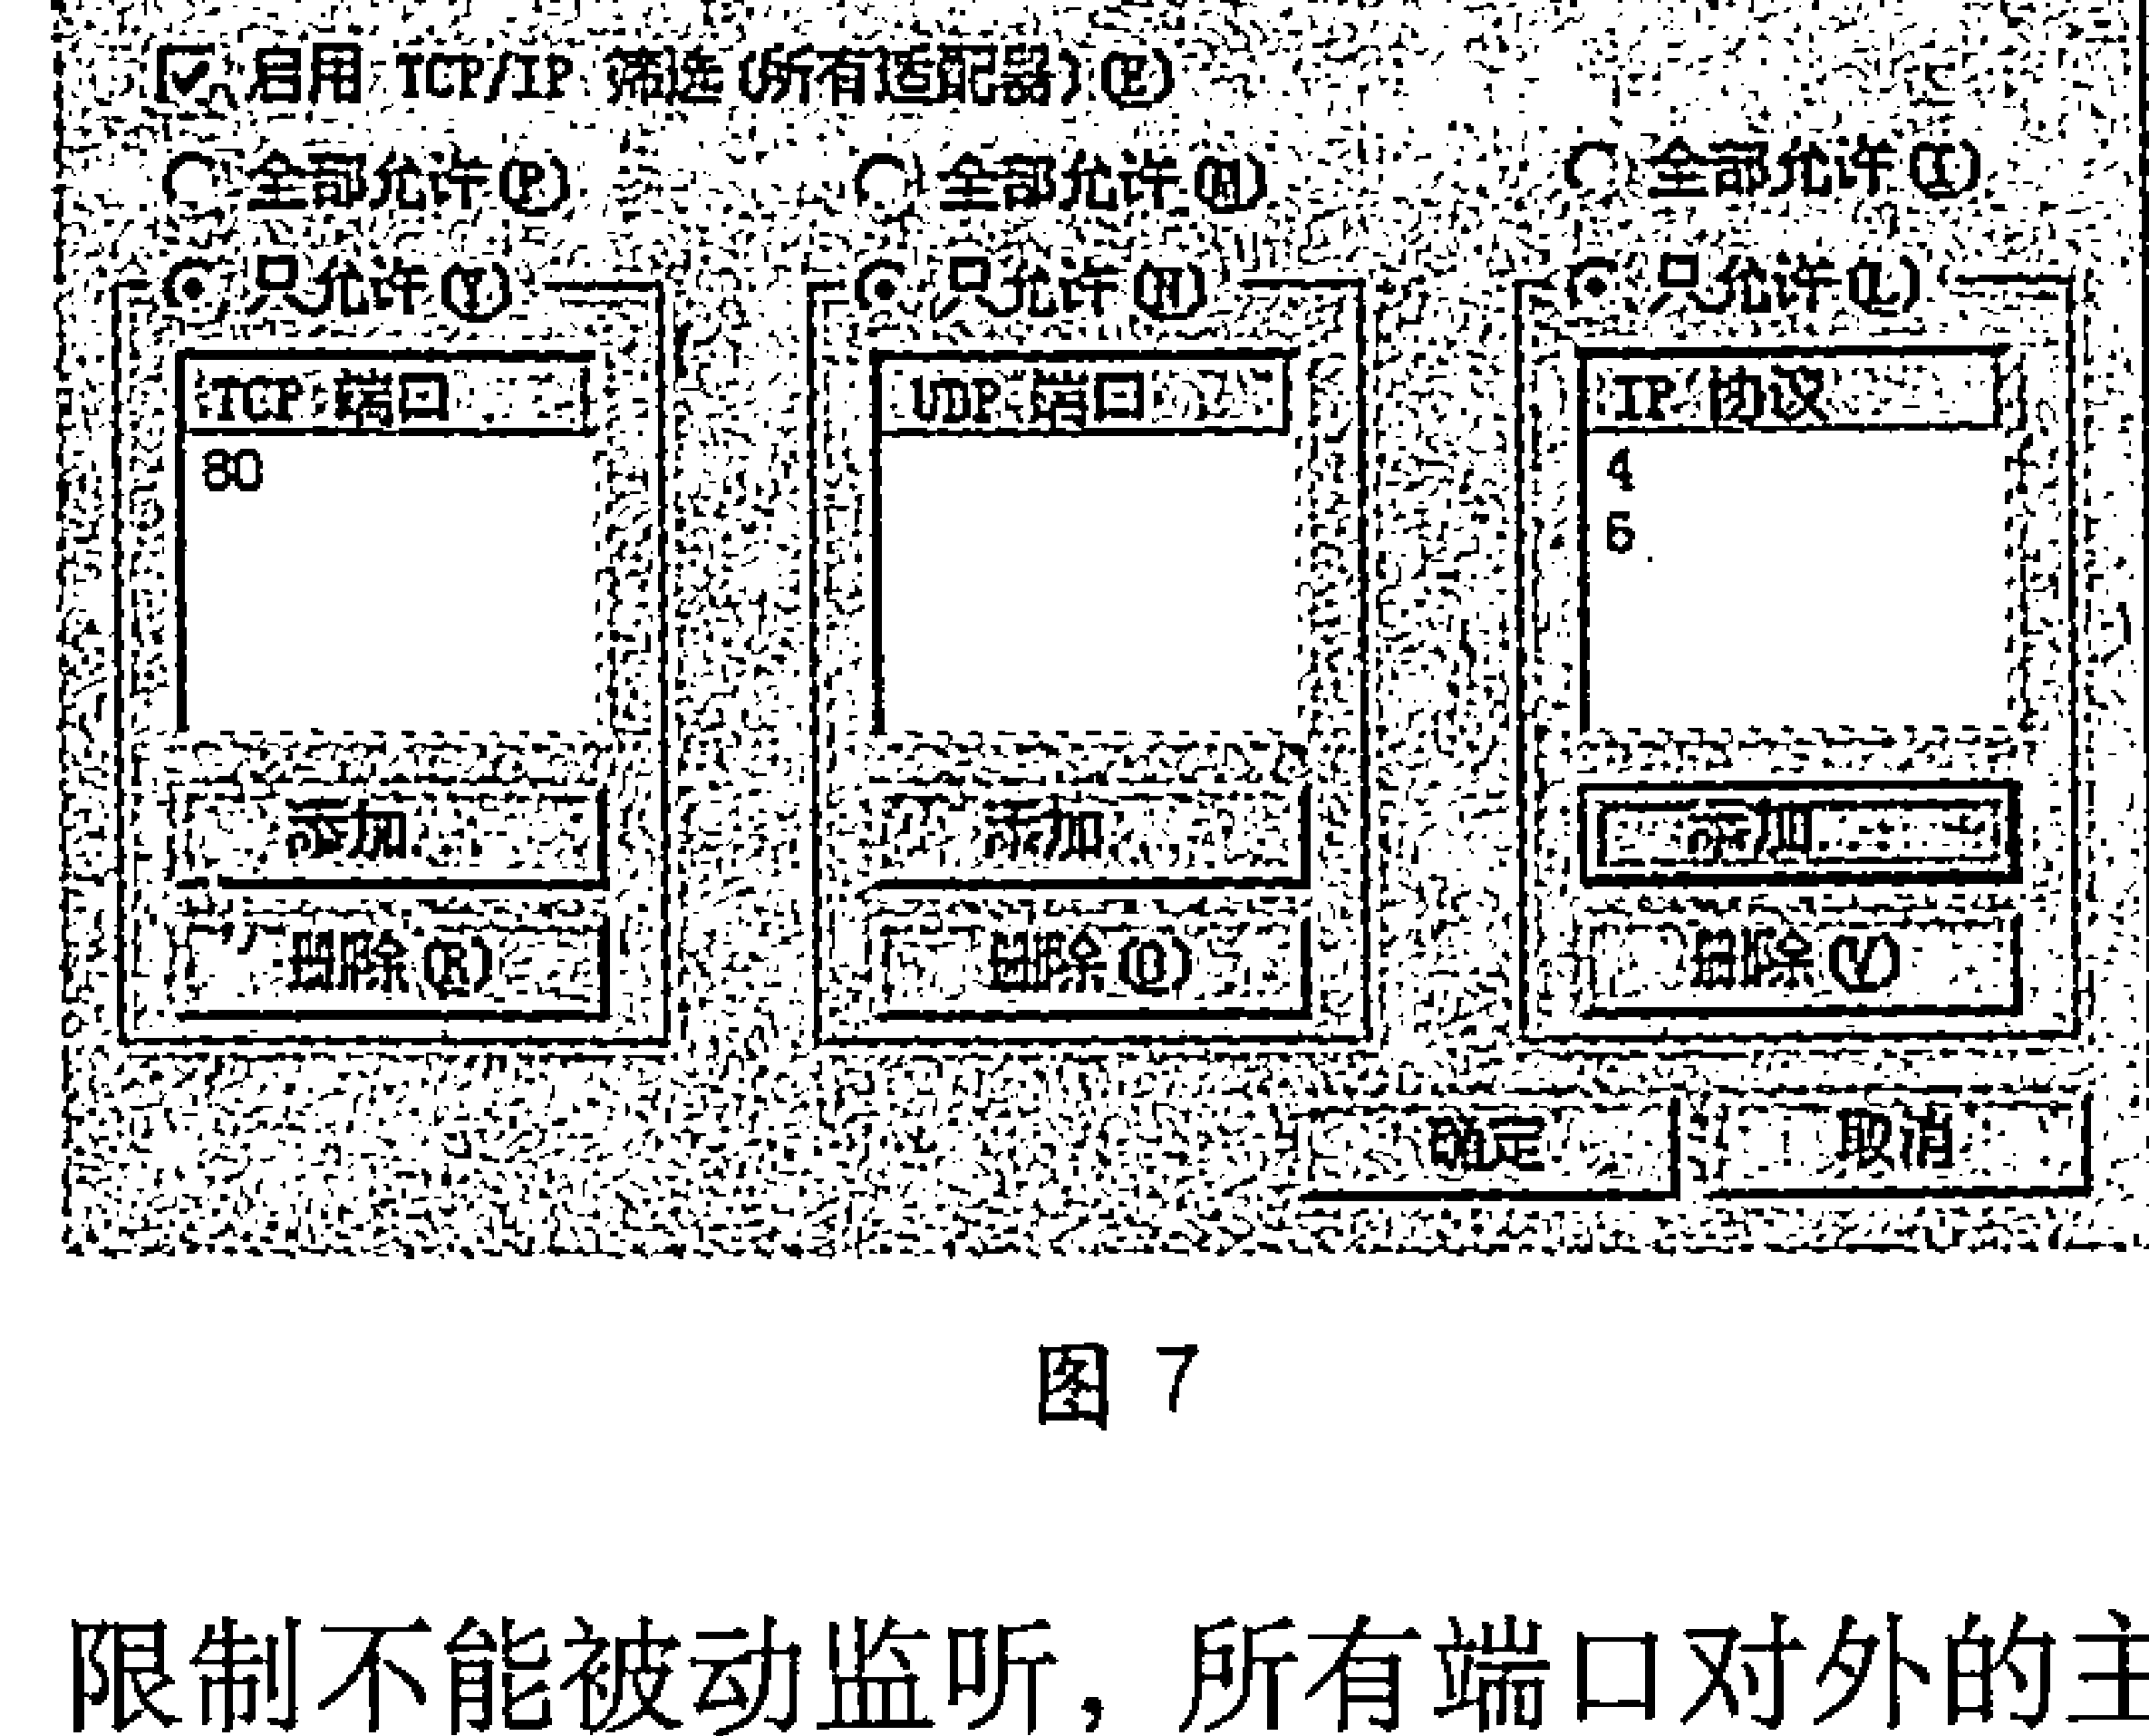 启用 TCP/IP 筛选(所有适配器)(E)
全部允许(P) 全部允许 全部允许(I)
只允许(Y) 只允许(N) 只允许(L)
TCP 端口 UDP 端口 IP 协议
80 4
6
添加 添加 添加
删除(R) 删除(O) 删除(V)
确定 取消
图 7
限制不能被动监听，所有端口对外的主